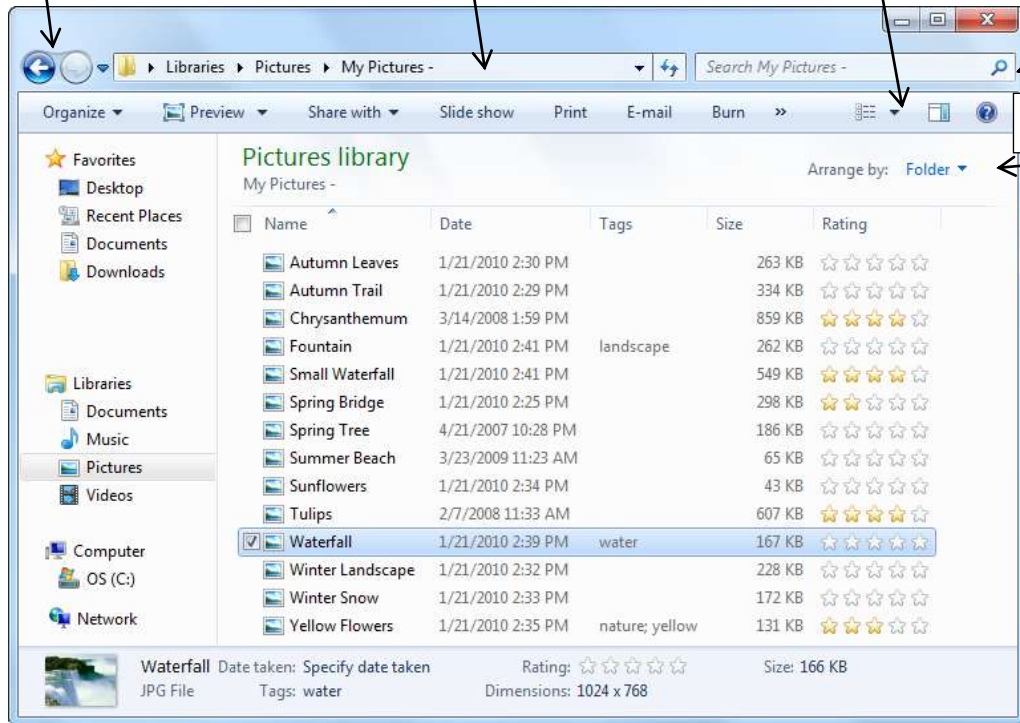 Libraries Pictures My Pictures -
Search My Pictures -
Organize Preview Share with Slide show Print E-mail Burn »
Favorites
Desktop
Recent Places
Documents
Downloads
Libraries
Documents
Music
Pictures
Videos
Computer
OS (C:)
Network
Pictures library
My Pictures -
Arrange by: Folder
Name Date Tags Size Rating
Autumn Leaves 1/21/2010 2:30 PM 263 KB
Autumn Trail 1/21/2010 2:29 PM 334 KB
Chrysanthemum 3/14/2008 1:59 PM 859 KB
Fountain 1/21/2010 2:41 PM landscape 262 KB
Small Waterfall 1/21/2010 2:41 PM 549 KB
Spring Bridge 1/21/2010 2:25 PM 298 KB
Spring Tree 4/21/2007 10:28 PM 186 KB
Summer Beach 3/23/2009 11:23 AM 65 KB
Sunflowers 1/21/2010 2:34 PM 43 KB
Tulips 2/7/2008 11:33 AM 607 KB
Waterfall 1/21/2010 2:39 PM water 167 KB
Winter Landscape 1/21/2010 2:32 PM 228 KB
Winter Snow 1/21/2010 2:33 PM 172 KB
Yellow Flowers 1/21/2010 2:35 PM nature; yellow 131 KB
Waterfall Date taken: Specify date taken Rating: Size: 166 KB
JPG File Tags: water Dimensions: 1024 x 768